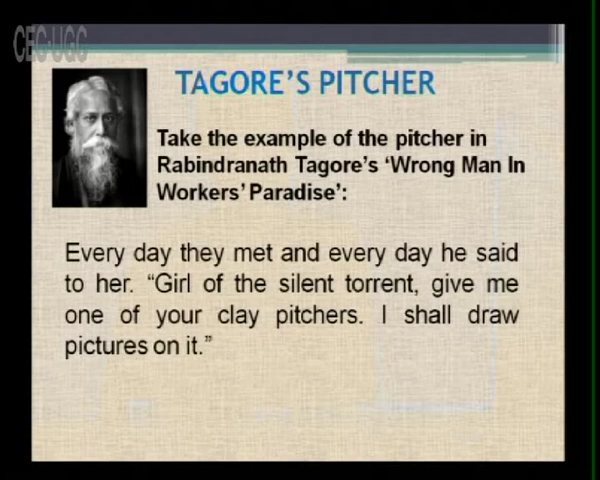 CEC-UGC
TAGORE'S PITCHER
Take the example of the pitcher in
Rabindranath Tagore's ‘Wrong Man In
Workers’ Paradise’:
Every day they met and every day he said
to her. “Girl of the silent torrent, give me
one of your clay pitchers. I shall draw
pictures on it.”